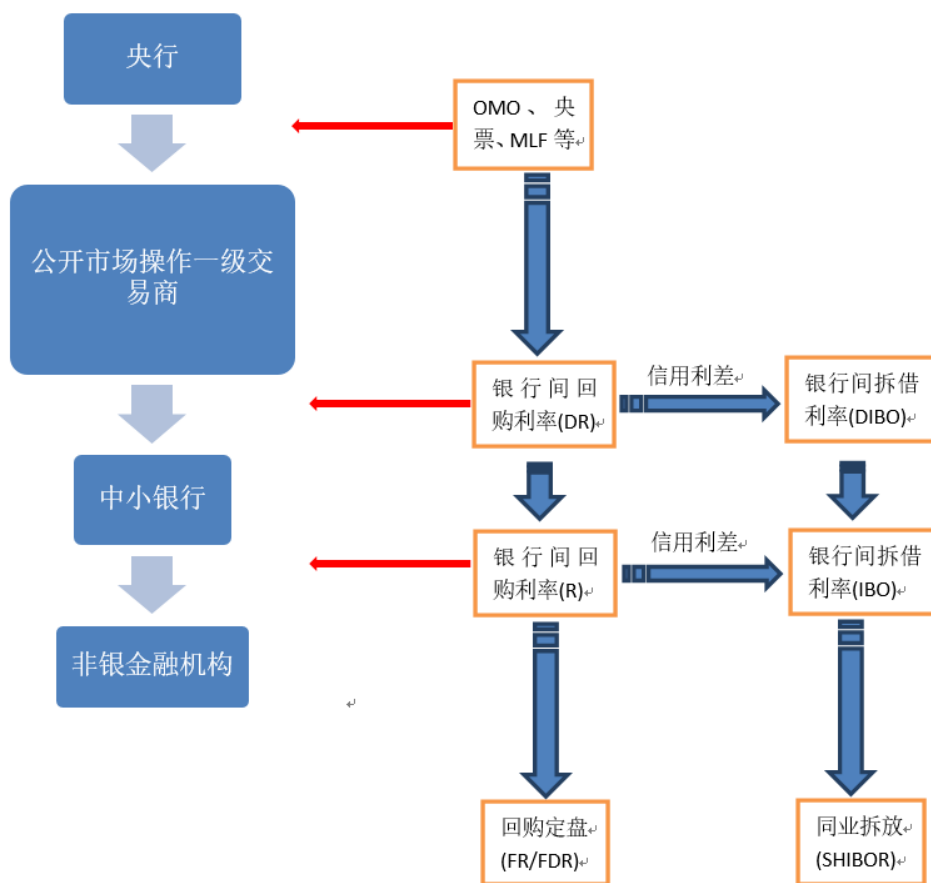 央行
OMO 、 央
票、MLF 等
公开市场操作一级交
易商
银 行 间 回
购利率(DR)
信用利差
银行间拆借
利率(DIBO)
中小银行
银 行 间 回
购利率(R)
信用利差
银行间拆借
利率(IBO)
非银金融机构
回购定盘
(FR/FDR)
同业拆放
(SHIBOR)